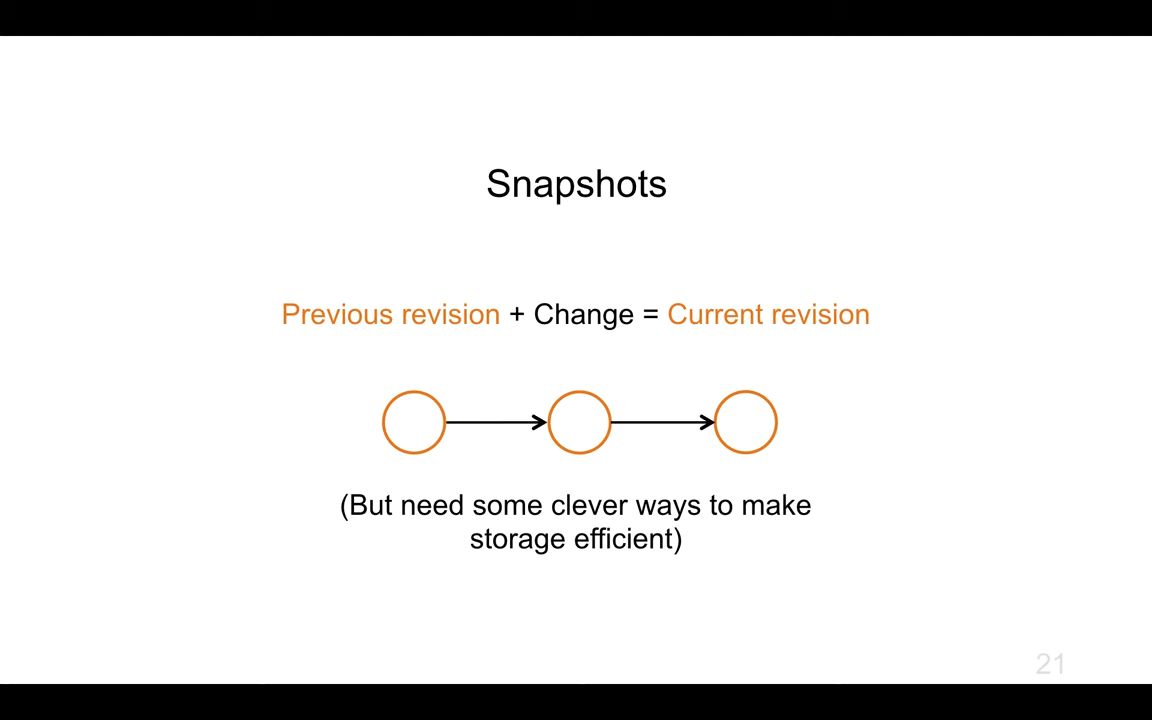 Snapshots
Previous revision + Change = Current revision
(But need some clever ways to make
storage efficient)
21